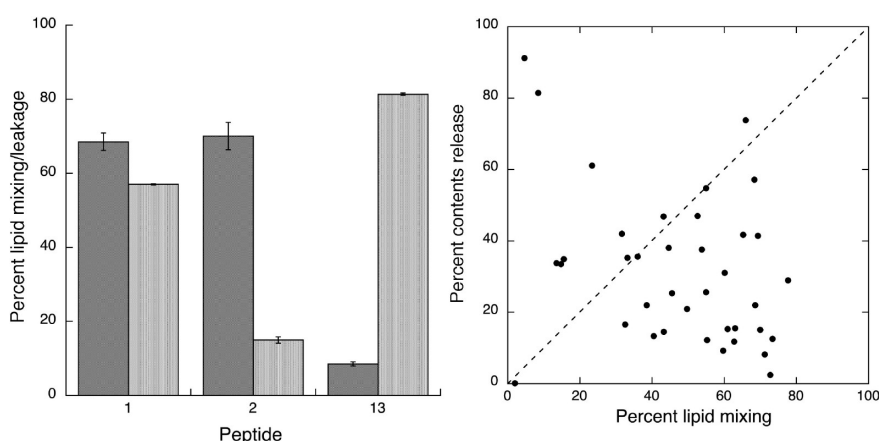 Percent lipid mixing/leakage
100
80
60
40
20
0
1 2 13
Peptide
Percent contents release
100
80
60
40
20
0
0 20 40 60 80 100
Percent lipid mixing